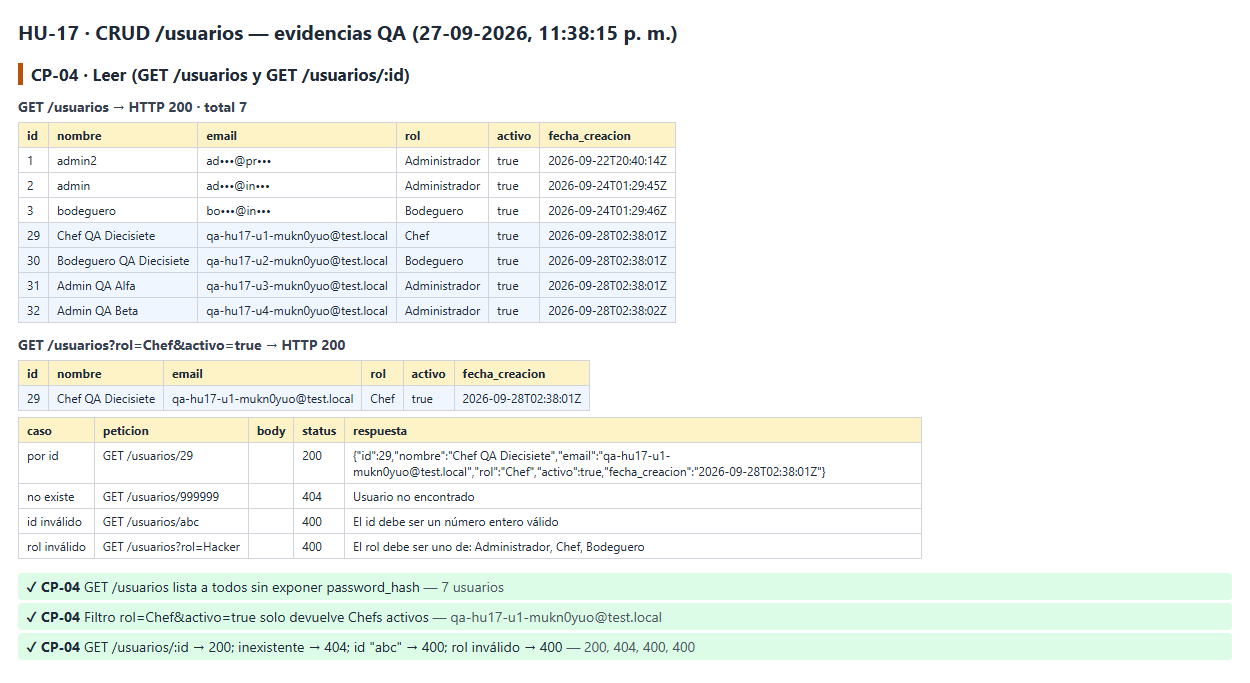 HU-17 · CRUD /usuarios — evidencias QA (27-09-2026, 11:38:15 p. m.)
CP-04 · Leer (GET /usuarios y GET /usuarios/:id)
GET /usuarios → HTTP 200 · total 7
id nombre email rol activo fecha_creacion
1 admin2 ad•••@pr••• Administrador true 2026-09-22T20:40:14Z
2 admin ad•••@in••• Administrador true 2026-09-24T01:29:45Z
3 bodeguero bo•••@in••• Bodeguero true 2026-09-24T01:29:46Z
29 Chef QA Diecisiete qa-hu17-u1-mukn0yuo@test.local Chef true 2026-09-28T02:38:01Z
30 Bodeguero QA Diecisiete qa-hu17-u2-mukn0yuo@test.local Bodeguero true 2026-09-28T02:38:01Z
31 Admin QA Alfa qa-hu17-u3-mukn0yuo@test.local Administrador true 2026-09-28T02:38:01Z
32 Admin QA Beta qa-hu17-u4-mukn0yuo@test.local Administrador true 2026-09-28T02:38:02Z
GET /usuarios?rol=Chef&activo=true → HTTP 200
id nombre email rol activo fecha_creacion
29 Chef QA Diecisiete qa-hu17-u1-mukn0yuo@test.local Chef true 2026-09-28T02:38:01Z
caso peticion body status respuesta
por id GET /usuarios/29 200 {"id":29,"nombre":"Chef QA Diecisiete","email":"qa-hu17-u1-
mukn0yuo@test.local","rol":"Chef","activo":true,"fecha_creacion":"2026-09-28T02:38:01Z"}
no existe GET /usuarios/999999 404 Usuario no encontrado
id inválido GET /usuarios/abc 400 El id debe ser un número entero válido
rol inválido GET /usuarios?rol=Hacker 400 El rol debe ser uno de: Administrador, Chef, Bodeguero
✓ CP-04 GET /usuarios lista a todos sin exponer password_hash — 7 usuarios
✓ CP-04 Filtro rol=Chef&activo=true solo devuelve Chefs activos — qa-hu17-u1-mukn0yuo@test.local
✓ CP-04 GET /usuarios/:id → 200; inexistente → 404; id "abc" → 400; rol inválido → 400 — 200, 404, 400, 400